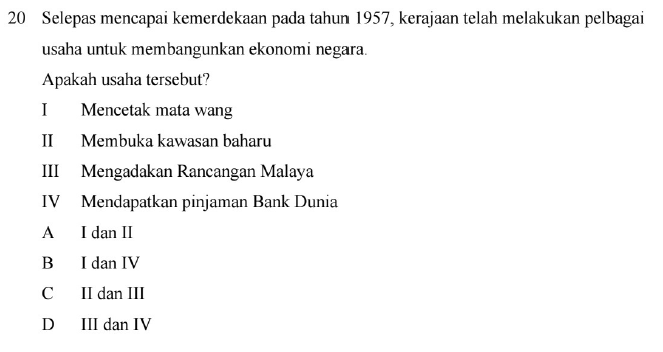 20 Selepas mencapai kemerdekaan pada tahun 1957, kerajaan telah melakukan pelbagai
usaha untuk membangunkan ekonomi negara.
Apakah usaha tersebut?
I Mencetak mata wang
II Membuka kawasan baharu
III Mengadakan Rancangan Malaya
IV Mendapatkan pinjaman Bank Dunia
A I dan II
B I dan IV
C II dan III
D III dan IV